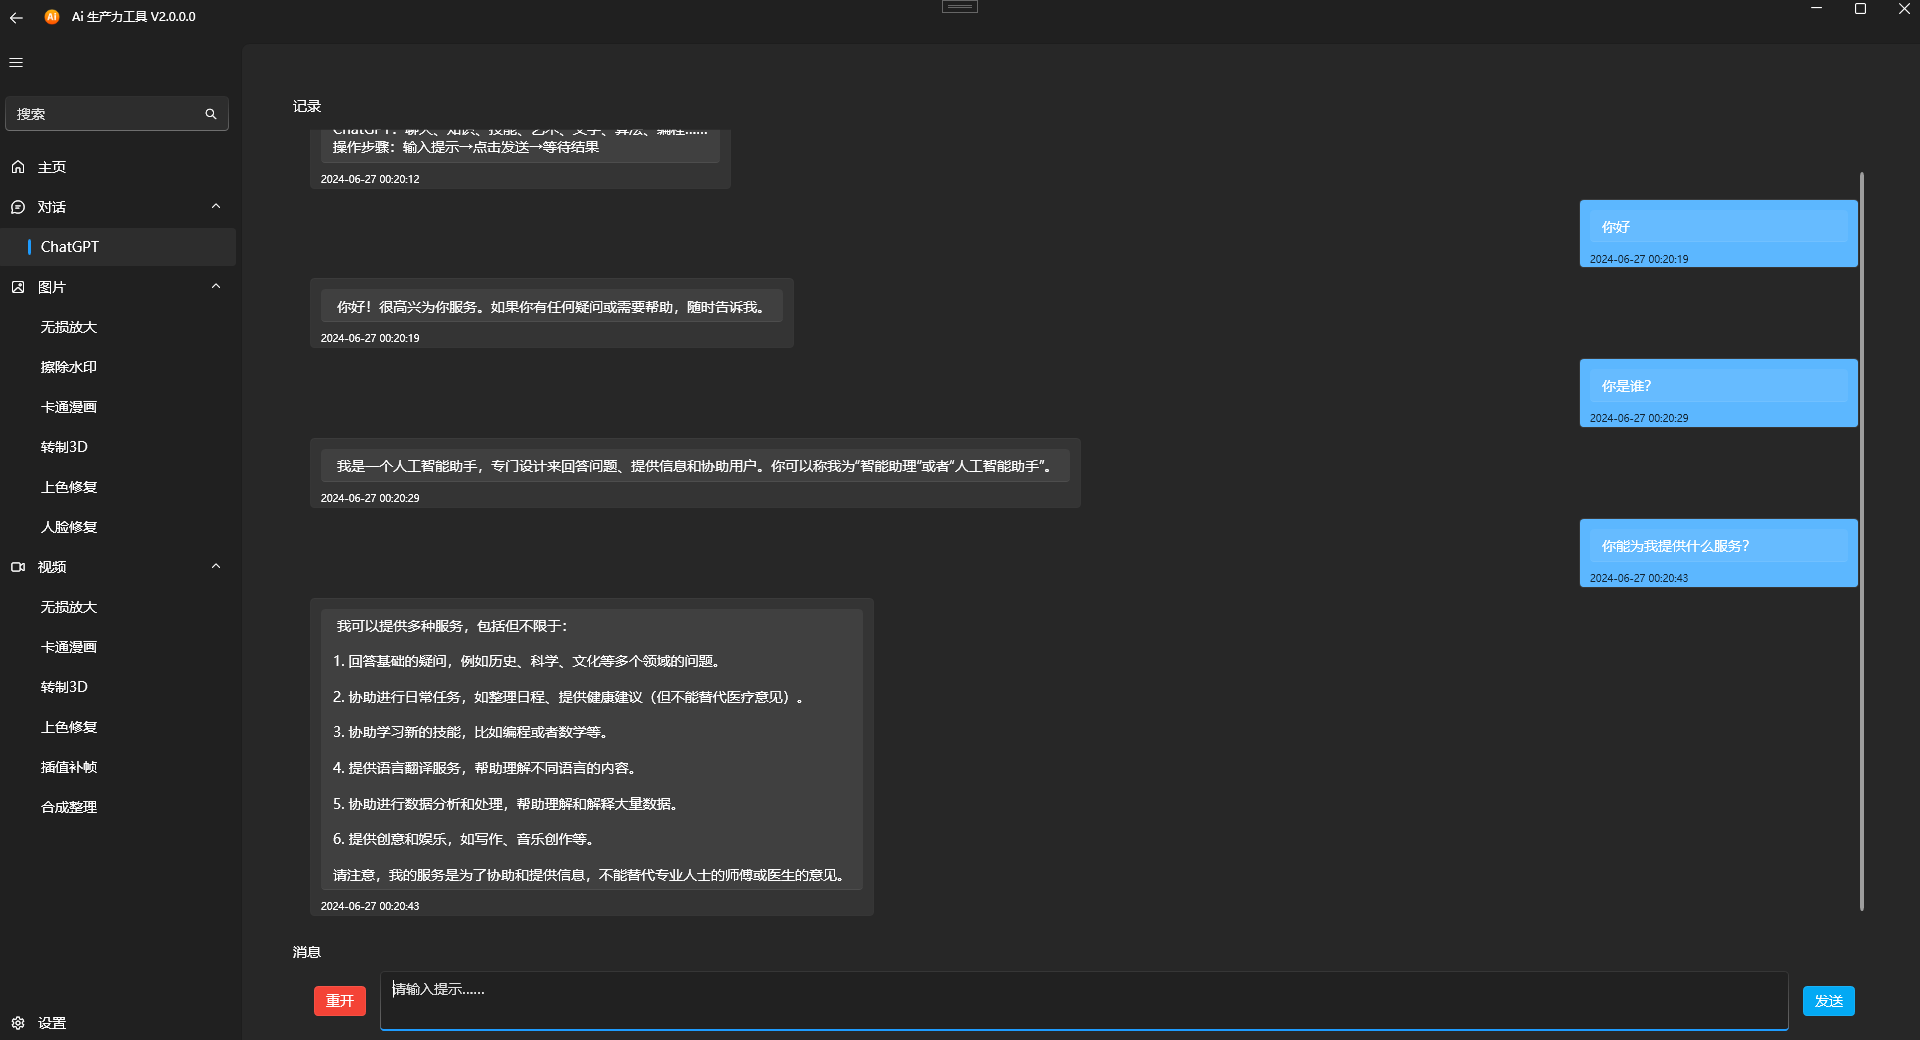 Ai 生产力工具 V2.0.0.0
搜索
主页
对话
ChatGPT
图片
无损放大
擦除水印
卡通漫画
转制3D
上色修复
人脸修复
视频
无损放大
卡通漫画
转制3D
上色修复
插值补帧
合成整理
设置
记录
ChatGPT：聊天、知识、技能、艺术、文学、算法、编程......
操作步骤：输入提示→点击发送→等待结果
2024-06-27 00:20:12
你好
2024-06-27 00:20:19
你好！很高兴为你服务。如果你有任何疑问或需要帮助，随时告诉我。
2024-06-27 00:20:19
你是谁？
2024-06-27 00:20:29
我是一个人工智能助手，专门设计来回答问题、提供信息和协助用户。你可以称我为“智能助理”或者“人工智能助手”。
2024-06-27 00:20:29
你能为我提供什么服务？
2024-06-27 00:20:43
我可以提供多种服务，包括但不限于：
1. 回答基础的疑问，例如历史、科学、文化等多个领域的问题。
2. 协助进行日常任务，如整理日程、提供健康建议（但不能替代医疗意见）。
3. 协助学习新的技能，比如编程或者数学等。
4. 提供语言翻译服务，帮助理解不同语言的内容。
5. 协助进行数据分析和处理，帮助理解和解释大量数据。
6. 提供创意和娱乐，如写作、音乐创作等。
请注意，我的服务是为了协助和提供信息，不能替代专业人士的师傅或医生的意见。
2024-06-27 00:20:43
消息
重开
请输入提示......
发送